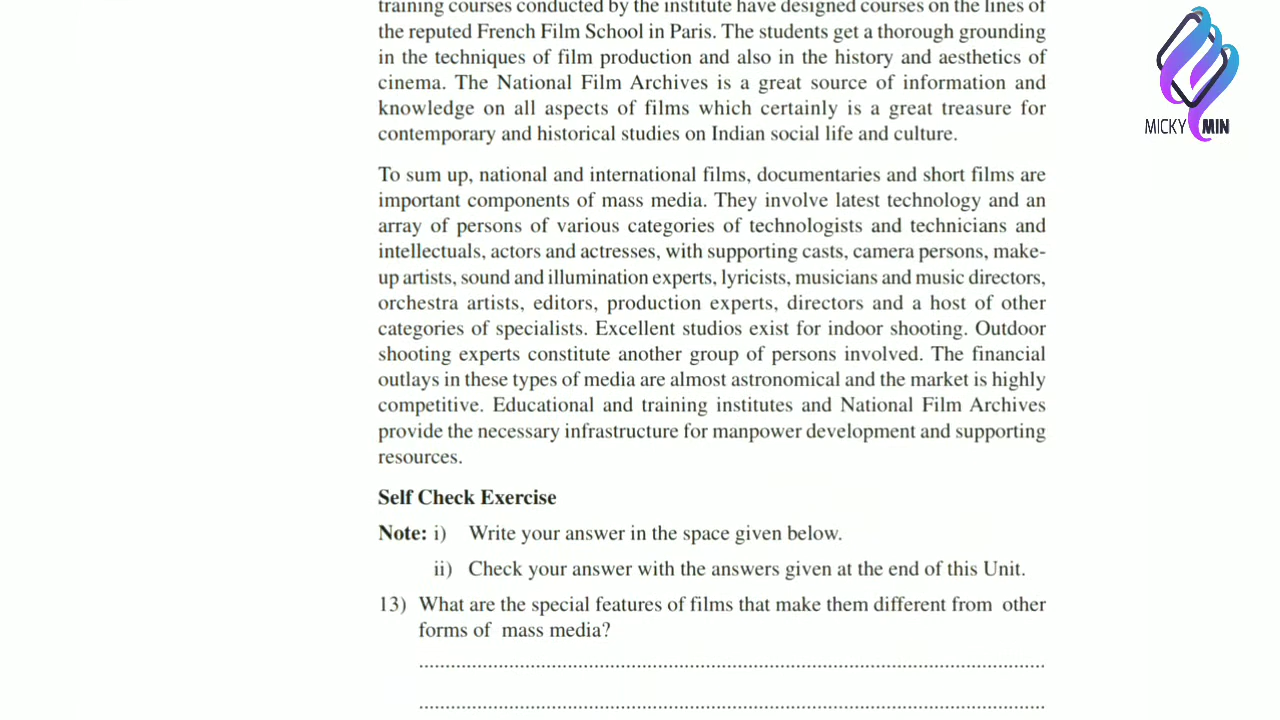 training courses conducted by the institute have designed courses on the lines of
the reputed French Film School in Paris. The students get a thorough grounding
in the techniques of film production and also in the history and aesthetics of
cinema. The National Film Archives is a great source of information and
knowledge on all aspects of films which certainly is a great treasure for
contemporary and historical studies on Indian social life and culture.
To sum up, national and international films, documentaries and short films are
important components of mass media. They involve latest technology and an
array of persons of various categories of technologists and technicians and
intellectuals, actors and actresses, with supporting casts, camera persons, make-
up artists, sound and illumination experts, lyricists, musicians and music directors,
orchestra artists, editors, production experts, directors and a host of other
categories of specialists. Excellent studios exist for indoor shooting. Outdoor
shooting experts constitute another group of persons involved. The financial
outlays in these types of media are almost astronomical and the market is highly
competitive. Educational and training institutes and National Film Archives
provide the necessary infrastructure for manpower development and supporting
resources.
Self Check Exercise
Note: i) Write your answer in the space given below.
ii) Check your answer with the answers given at the end of this Unit.
13) What are the special features of films that make them different from other
forms of mass media?
MICKY MIN